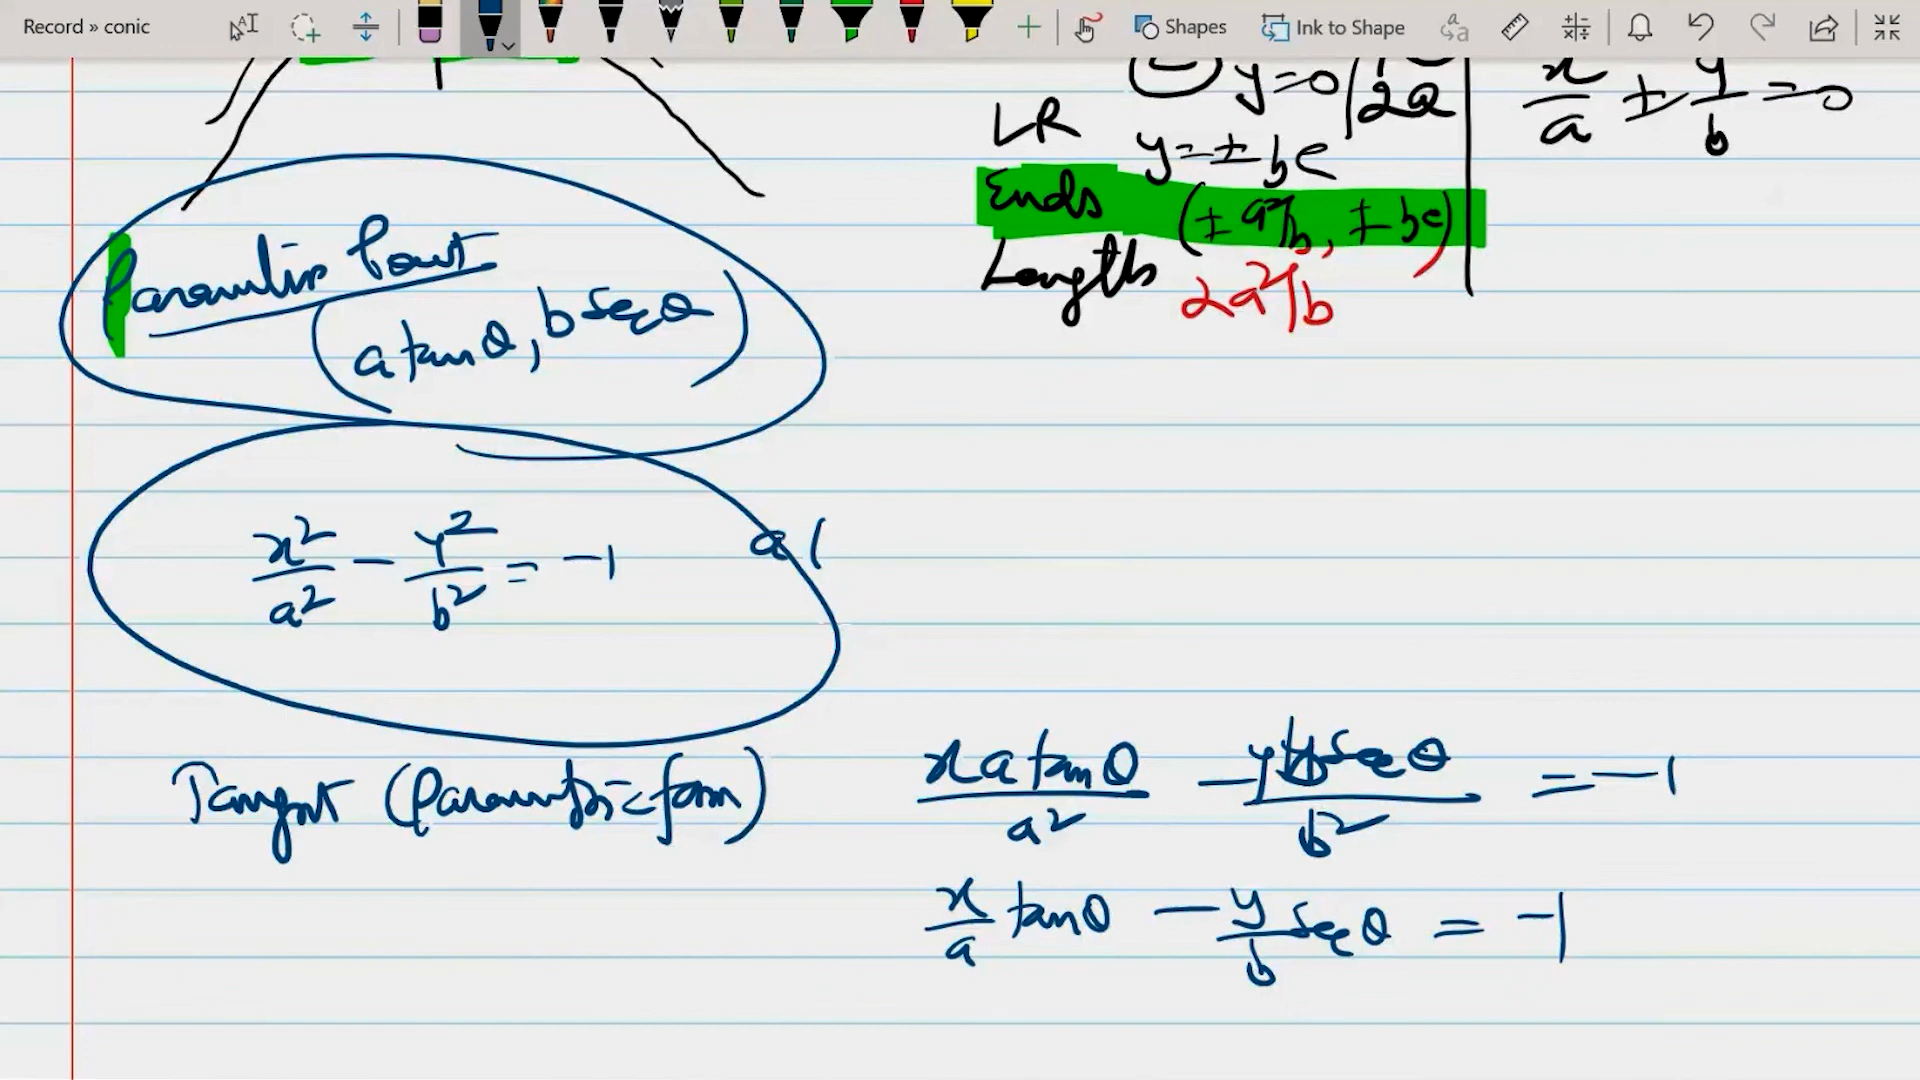 Record » conic
Shapes
Ink to Shape
y=0
2a
x/a ± y/b = 0
LR
y = ± be
Ends (± a²/b, ± be)
Lengths 2a²/b
Parametric Point
(a tanθ, b secθ)
x²/a² - y²/b² = -1
a (
Tangent (Parametric form)
x a tanθ/a² - y b secθ/b² = -1
x/a tanθ - y/b secθ = -1